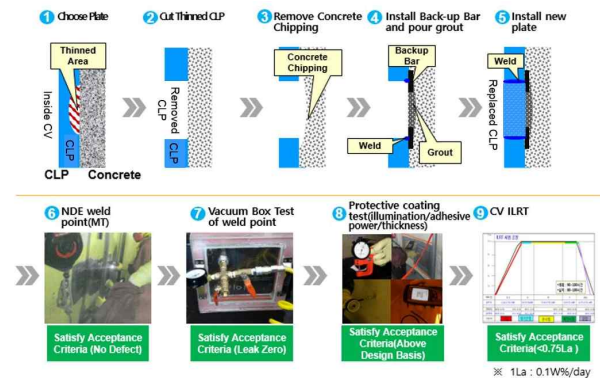 1 Choose Plate
Thinned
Area
Inside CV
CLP
CLP
Concrete
2 Cut Thinned CLP
Removed
CLP
3 Remove Concrete
Chipping
Concrete
Chipping
4 Install Back-up Bar
and pour grout
Backup
Bar
Weld
Grout
5 Install new
plate
Weld
Replaced CLP
6 NDE weld
point(MT)
Satisfy Acceptance
Criteria (No Defect)
7 Vacuum Box Test
of weld point
Satisfy Acceptance
Criteria (Leak Zero)
8 Protective coating
test(illumination/adhesive
power/thickness)
Satisfy Acceptance
Criteria(Above
Design Basis)
9 CV ILRT
Satisfy Acceptance
Criteria(<0.75La )
※ 1La : 0.1W%/day